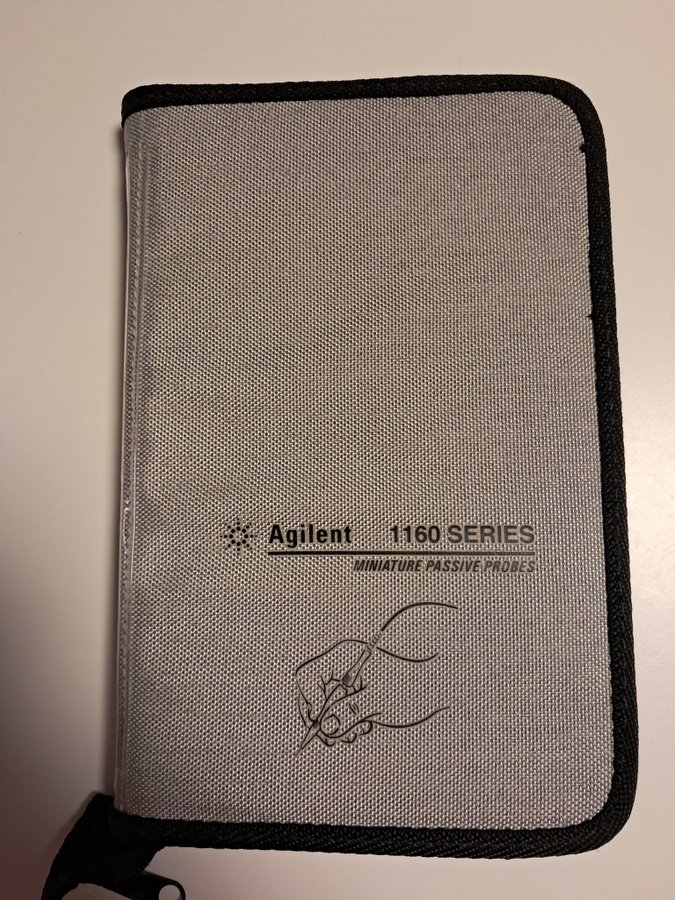 Agilent 1160 SERIES
MINIATURE PASSIVE PROBES